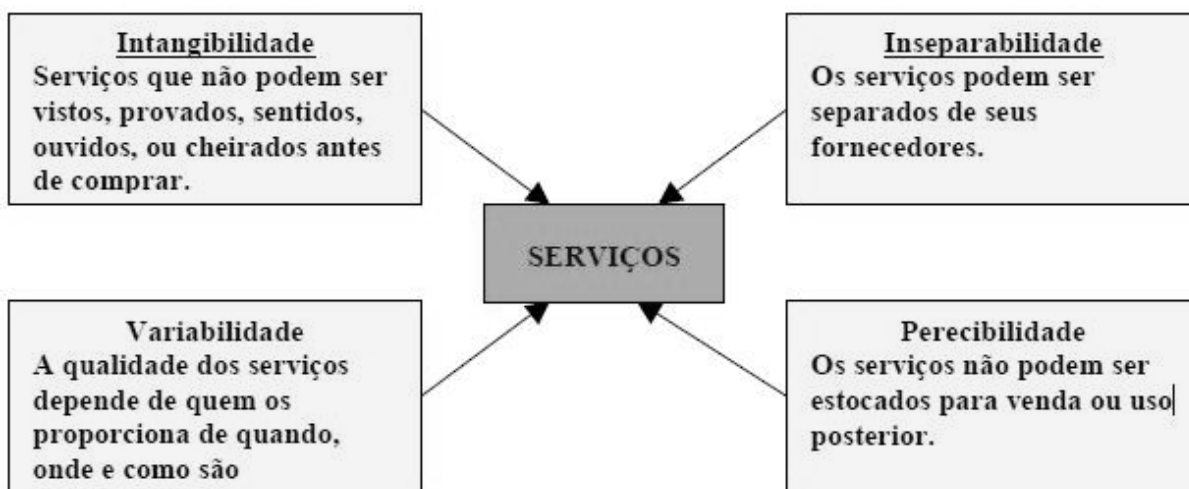 Intangibilidade
Serviços que não podem ser
vistos, provados, sentidos,
ouvidos, ou cheirados antes
de comprar.
Inseparabilidade
Os serviços podem ser
separados de seus
fornecedores.
SERVIÇOS
Variabilidade
A qualidade dos serviços
depende de quem os
proporciona de quando,
onde e como são
Perecibilidade
Os serviços não podem ser
estocados para venda ou uso
posterior.